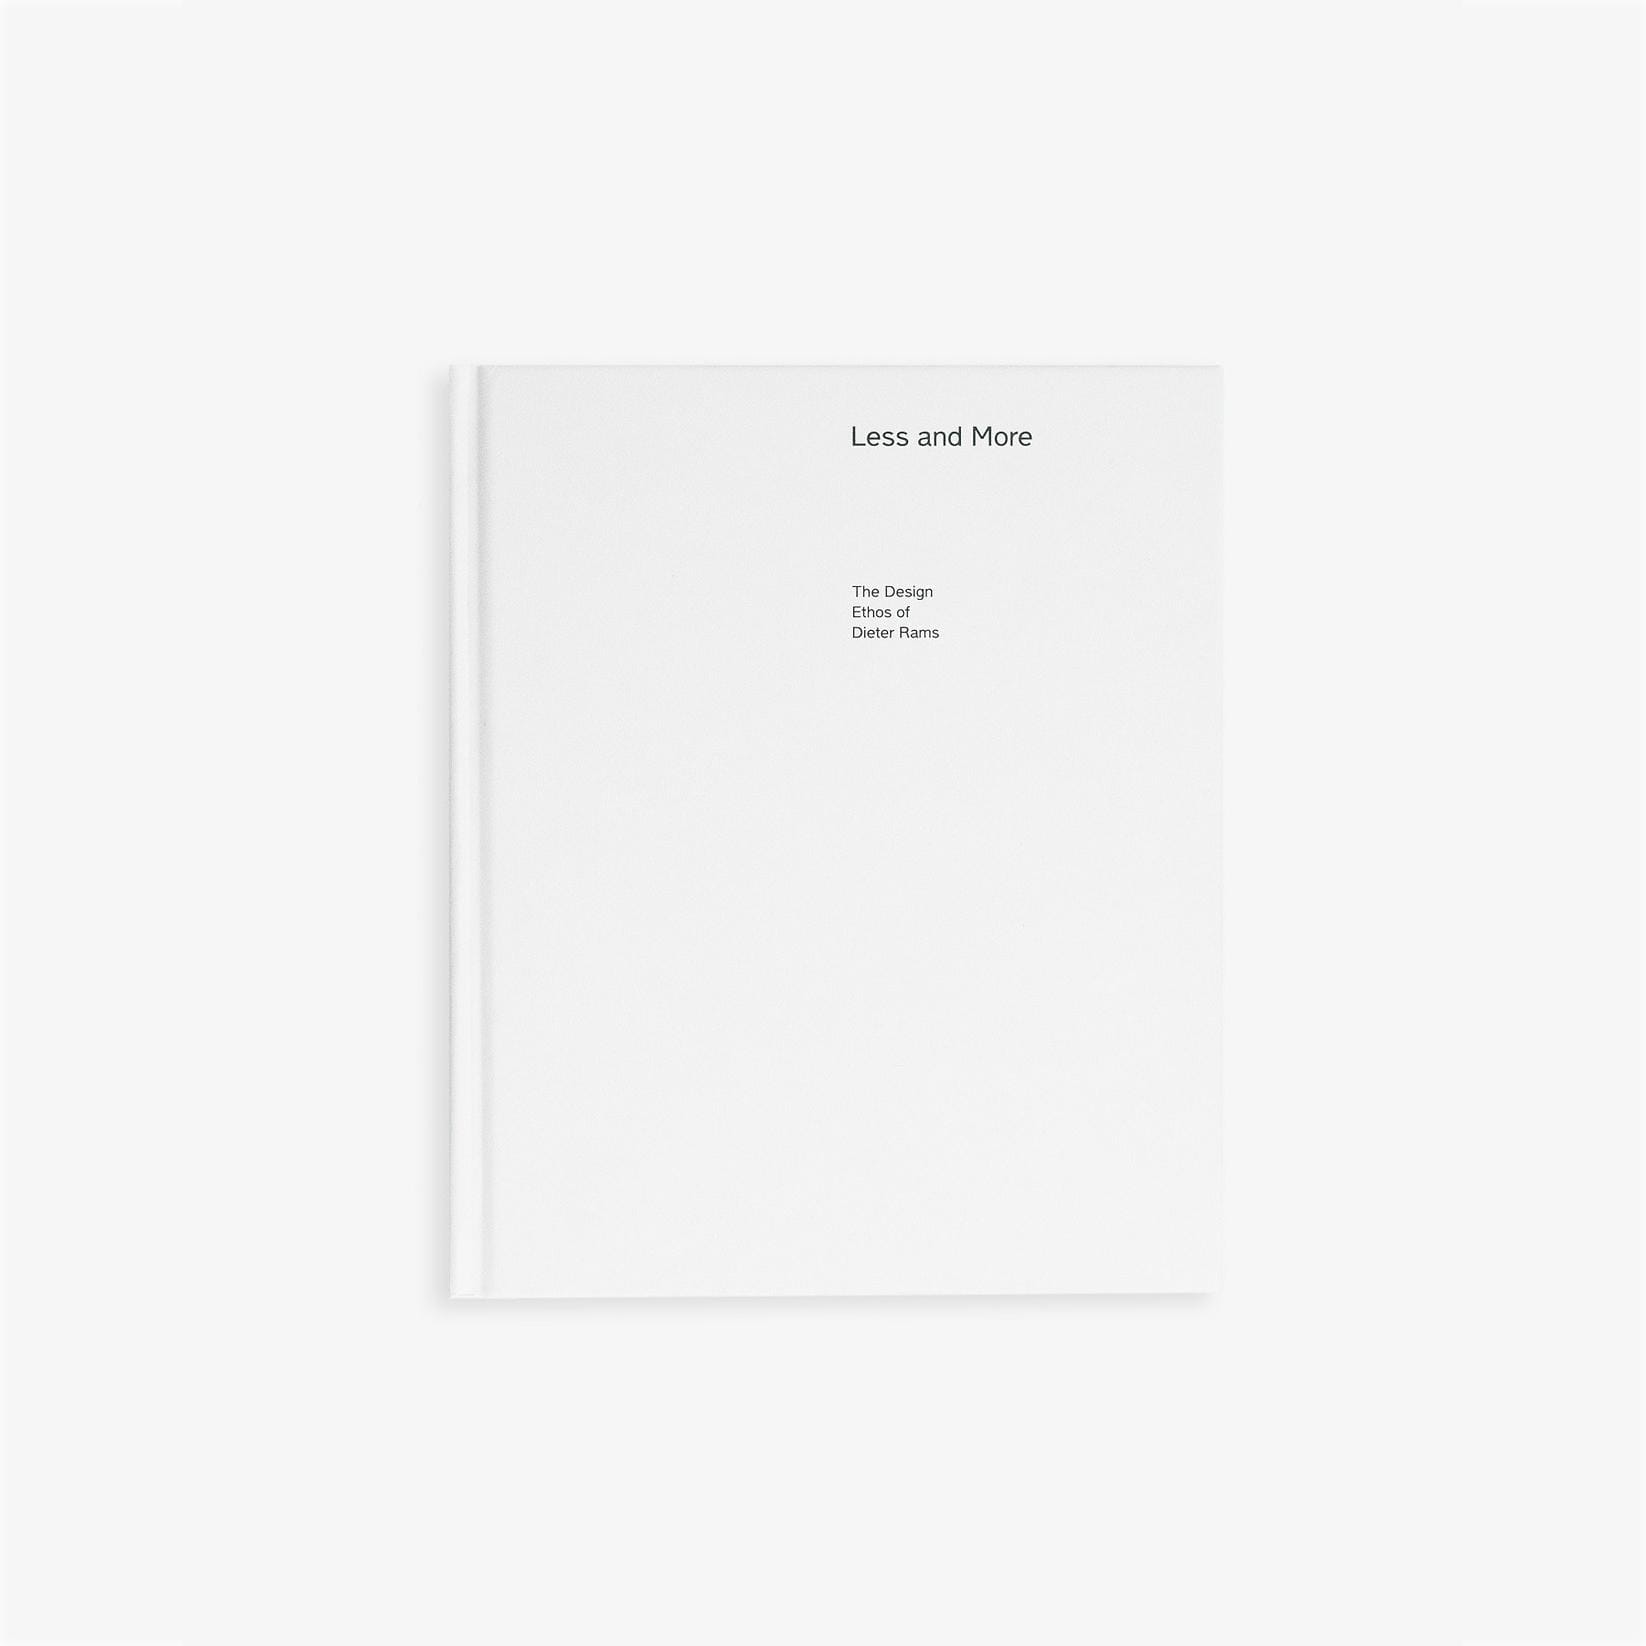 Less and More
The Design
Ethos of
Dieter Rams